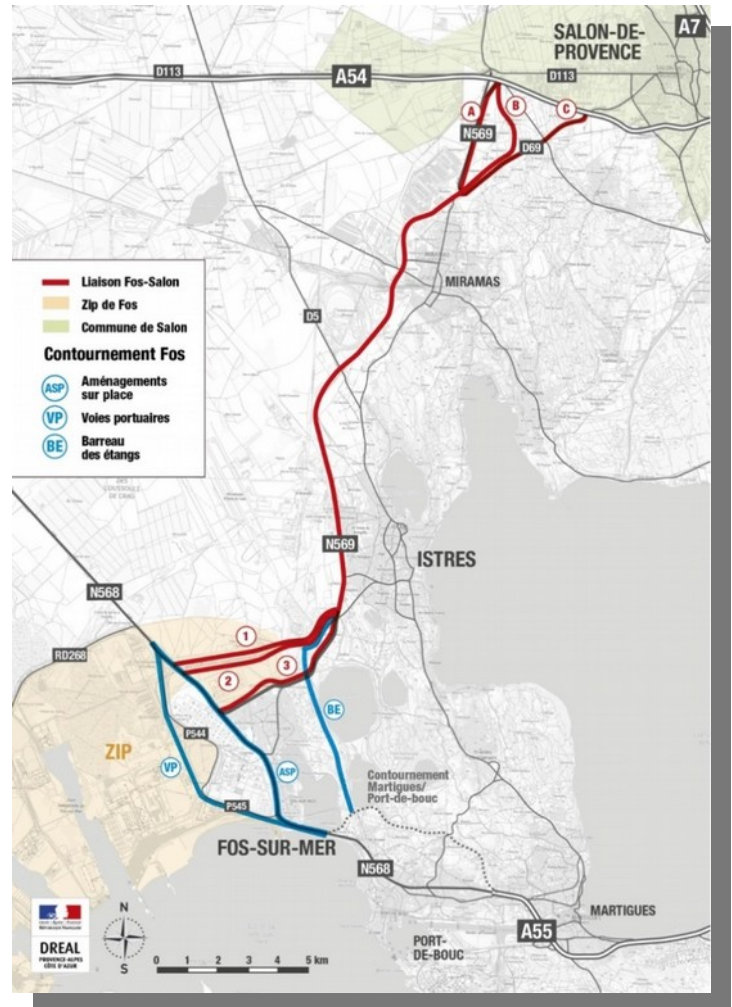 SALON-DE-
PROVENCE
A7
D113
A54
D113
A
B
C
N569
D69
Liaison Fos-Salon
Zip de Fos
Commune de Salon
Contournement Fos
ASP
Aménagements
sur place
VP
Voies portuaires
BE
Barreau
des étangs
MIRAMAS
D5
N569
ISTRES
N568
RD268
1
2
3
BE
P544
ZIP
VP
ASP
Contournement
Martigues/
Port-de-bouc
P545
FOS-SUR-MER
N568
MARTIGUES
A55
PORT-
DE-BOUC
DREAL
PROVENCE-ALPES
CÔTE D'AZUR
N
S
0 1 2 3 4 5 km